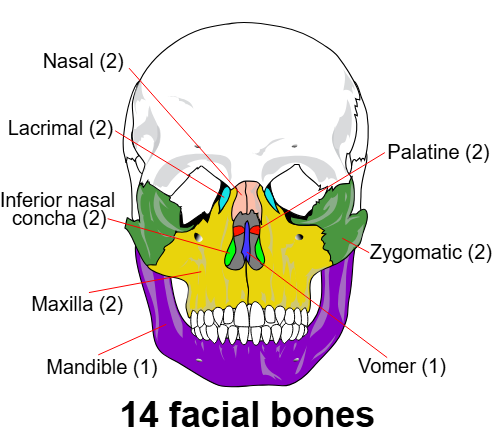 Nasal (2)
Lacrimal (2)
Palatine (2)
Inferior nasal
concha (2)
Zygomatic (2)
Maxilla (2)
Mandible (1)
Vomer (1)
14 facial bones